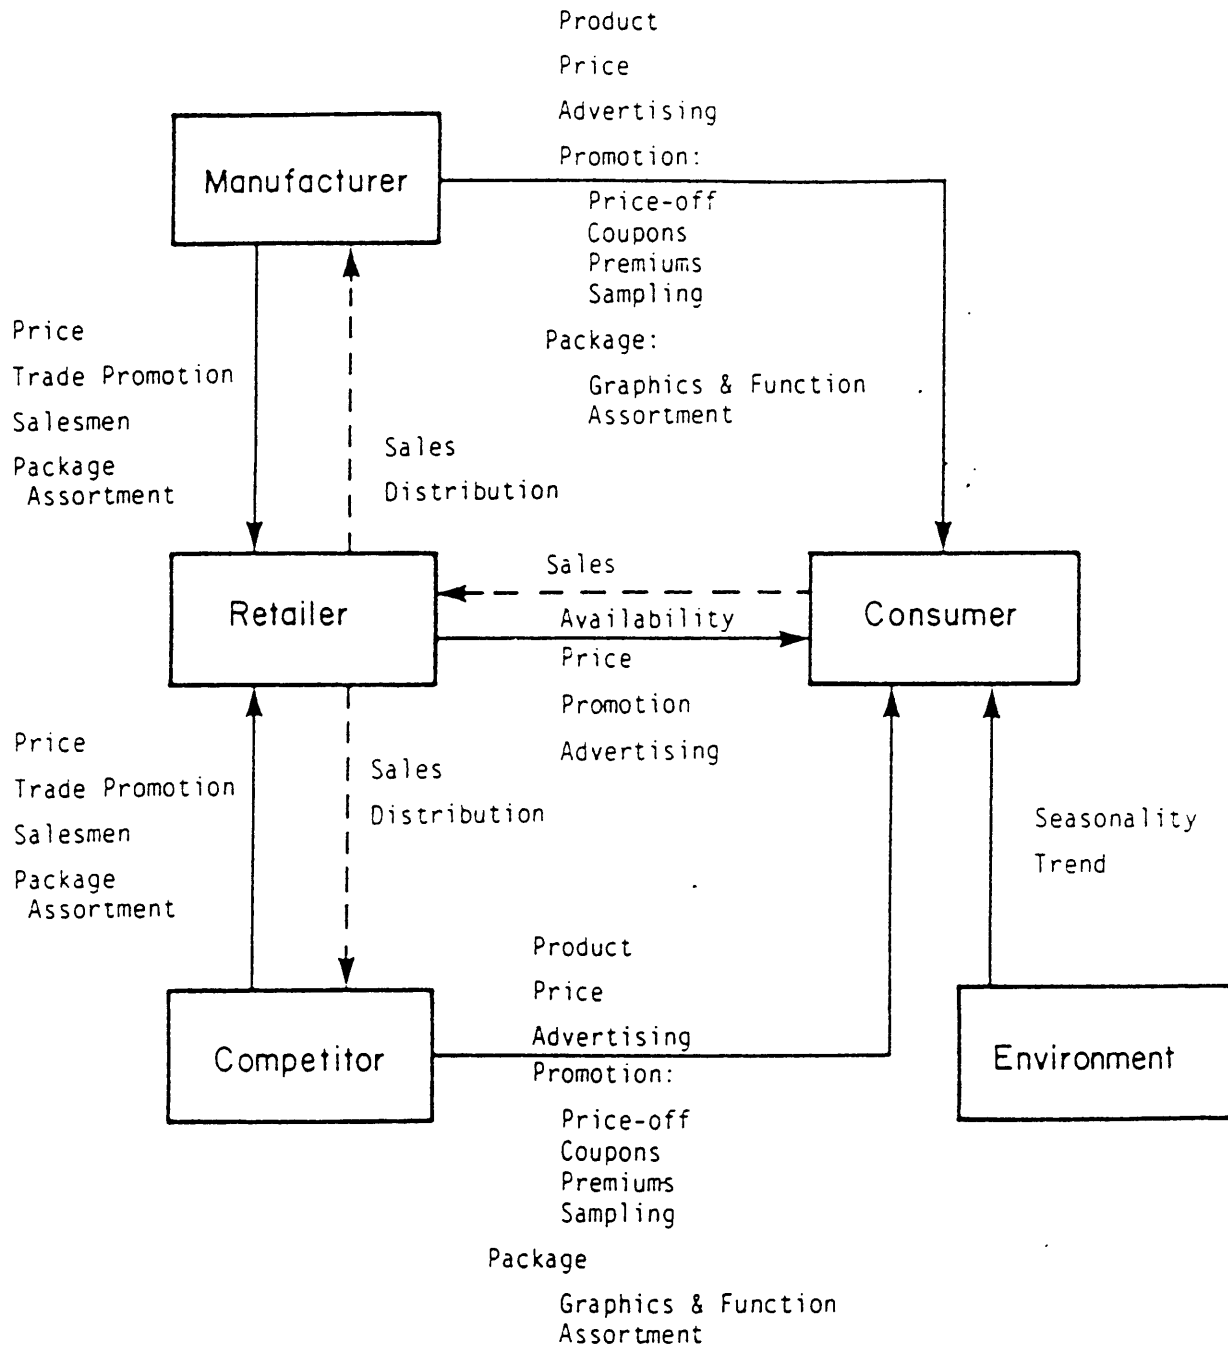 Product
Price
Advertising
Promotion:
Price-off
Coupons
Premiums
Sampling
Package:
Graphics & Function
Assortment
Manufacturer
Price
Trade Promotion
Salesmen
Package
Assortment
Sales
Distribution
Retailer
Sales
Availability
Price
Promotion
Advertising
Consumer
Price
Trade Promotion
Salesmen
Package
Assortment
Sales
Distribution
Seasonality
Trend
Competitor
Product
Price
Advertising
Promotion:
Price-off
Coupons
Premiums
Sampling
Package
Graphics & Function
Assortment
Environment